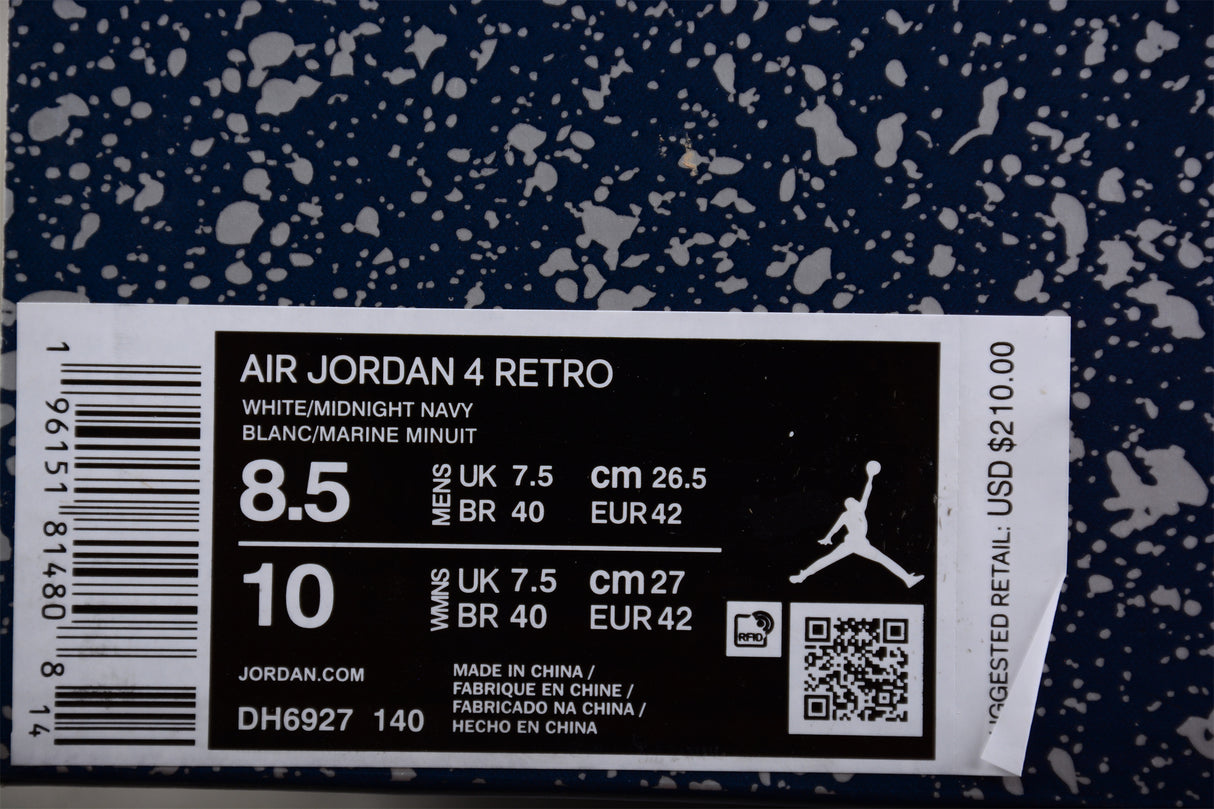 1 96151 81480 8 14
AIR JORDAN 4 RETRO
WHITE/MIDNIGHT NAVY
BLANC/MARINE MINUIT
8.5 MENS UK 7.5 cm 26.5
BR 40 EUR 42
10 WMNS UK 7.5 cm 27
BR 40 EUR 42
RFID
JORDAN.COM
DH6927 140
MADE IN CHINA /
FABRIQUE EN CHINE /
FABRICADO NA CHINA /
HECHO EN CHINA
UGGESTED RETAIL: USD $210.00